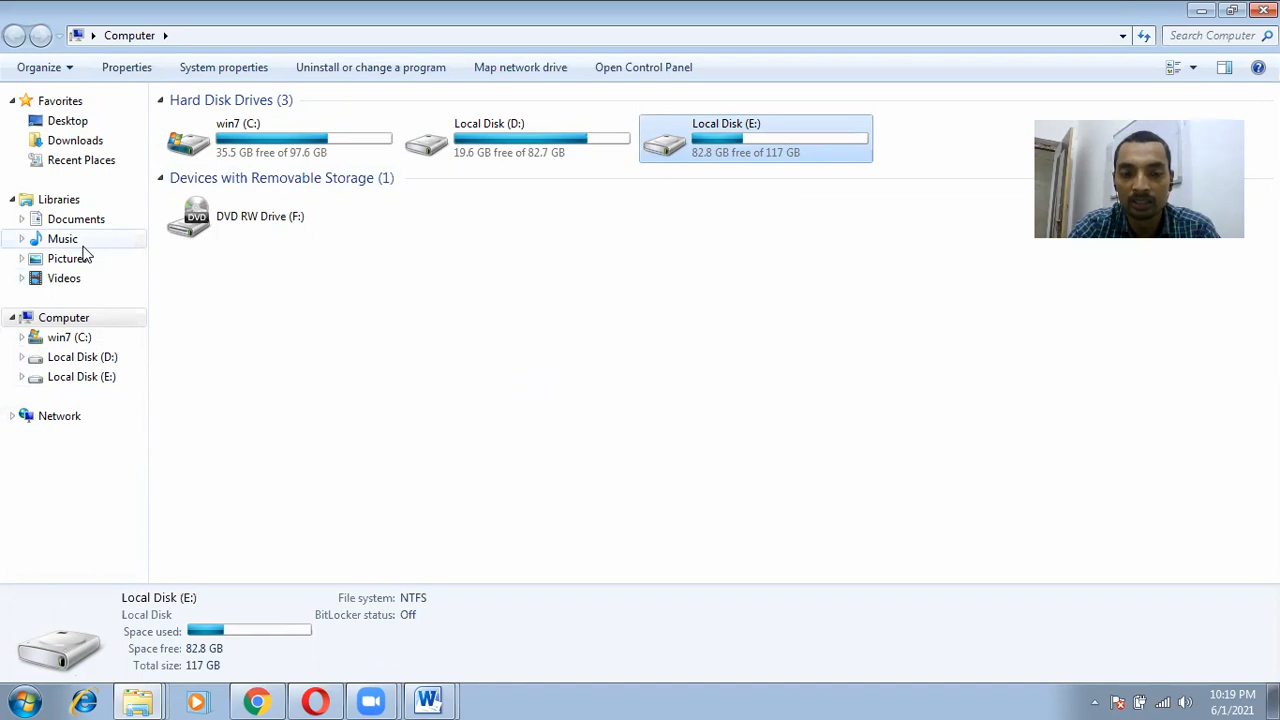 Computer
Search Computer
Organize Properties System properties Uninstall or change a program Map network drive Open Control Panel
Favorites
Desktop
Downloads
Recent Places
Libraries
Documents
Music
Pictures
Videos
Computer
win7 (C:)
Local Disk (D:)
Local Disk (E:)
Network
Hard Disk Drives (3)
win7 (C:)
35.5 GB free of 97.6 GB
Local Disk (D:)
19.6 GB free of 82.7 GB
Local Disk (E:)
82.8 GB free of 117 GB
Devices with Removable Storage (1)
DVD
DVD RW Drive (F:)
Local Disk (E:) File system: NTFS
Local Disk BitLocker status: Off
Space used:
Space free: 82.8 GB
Total size: 117 GB
10:19 PM
6/1/2021